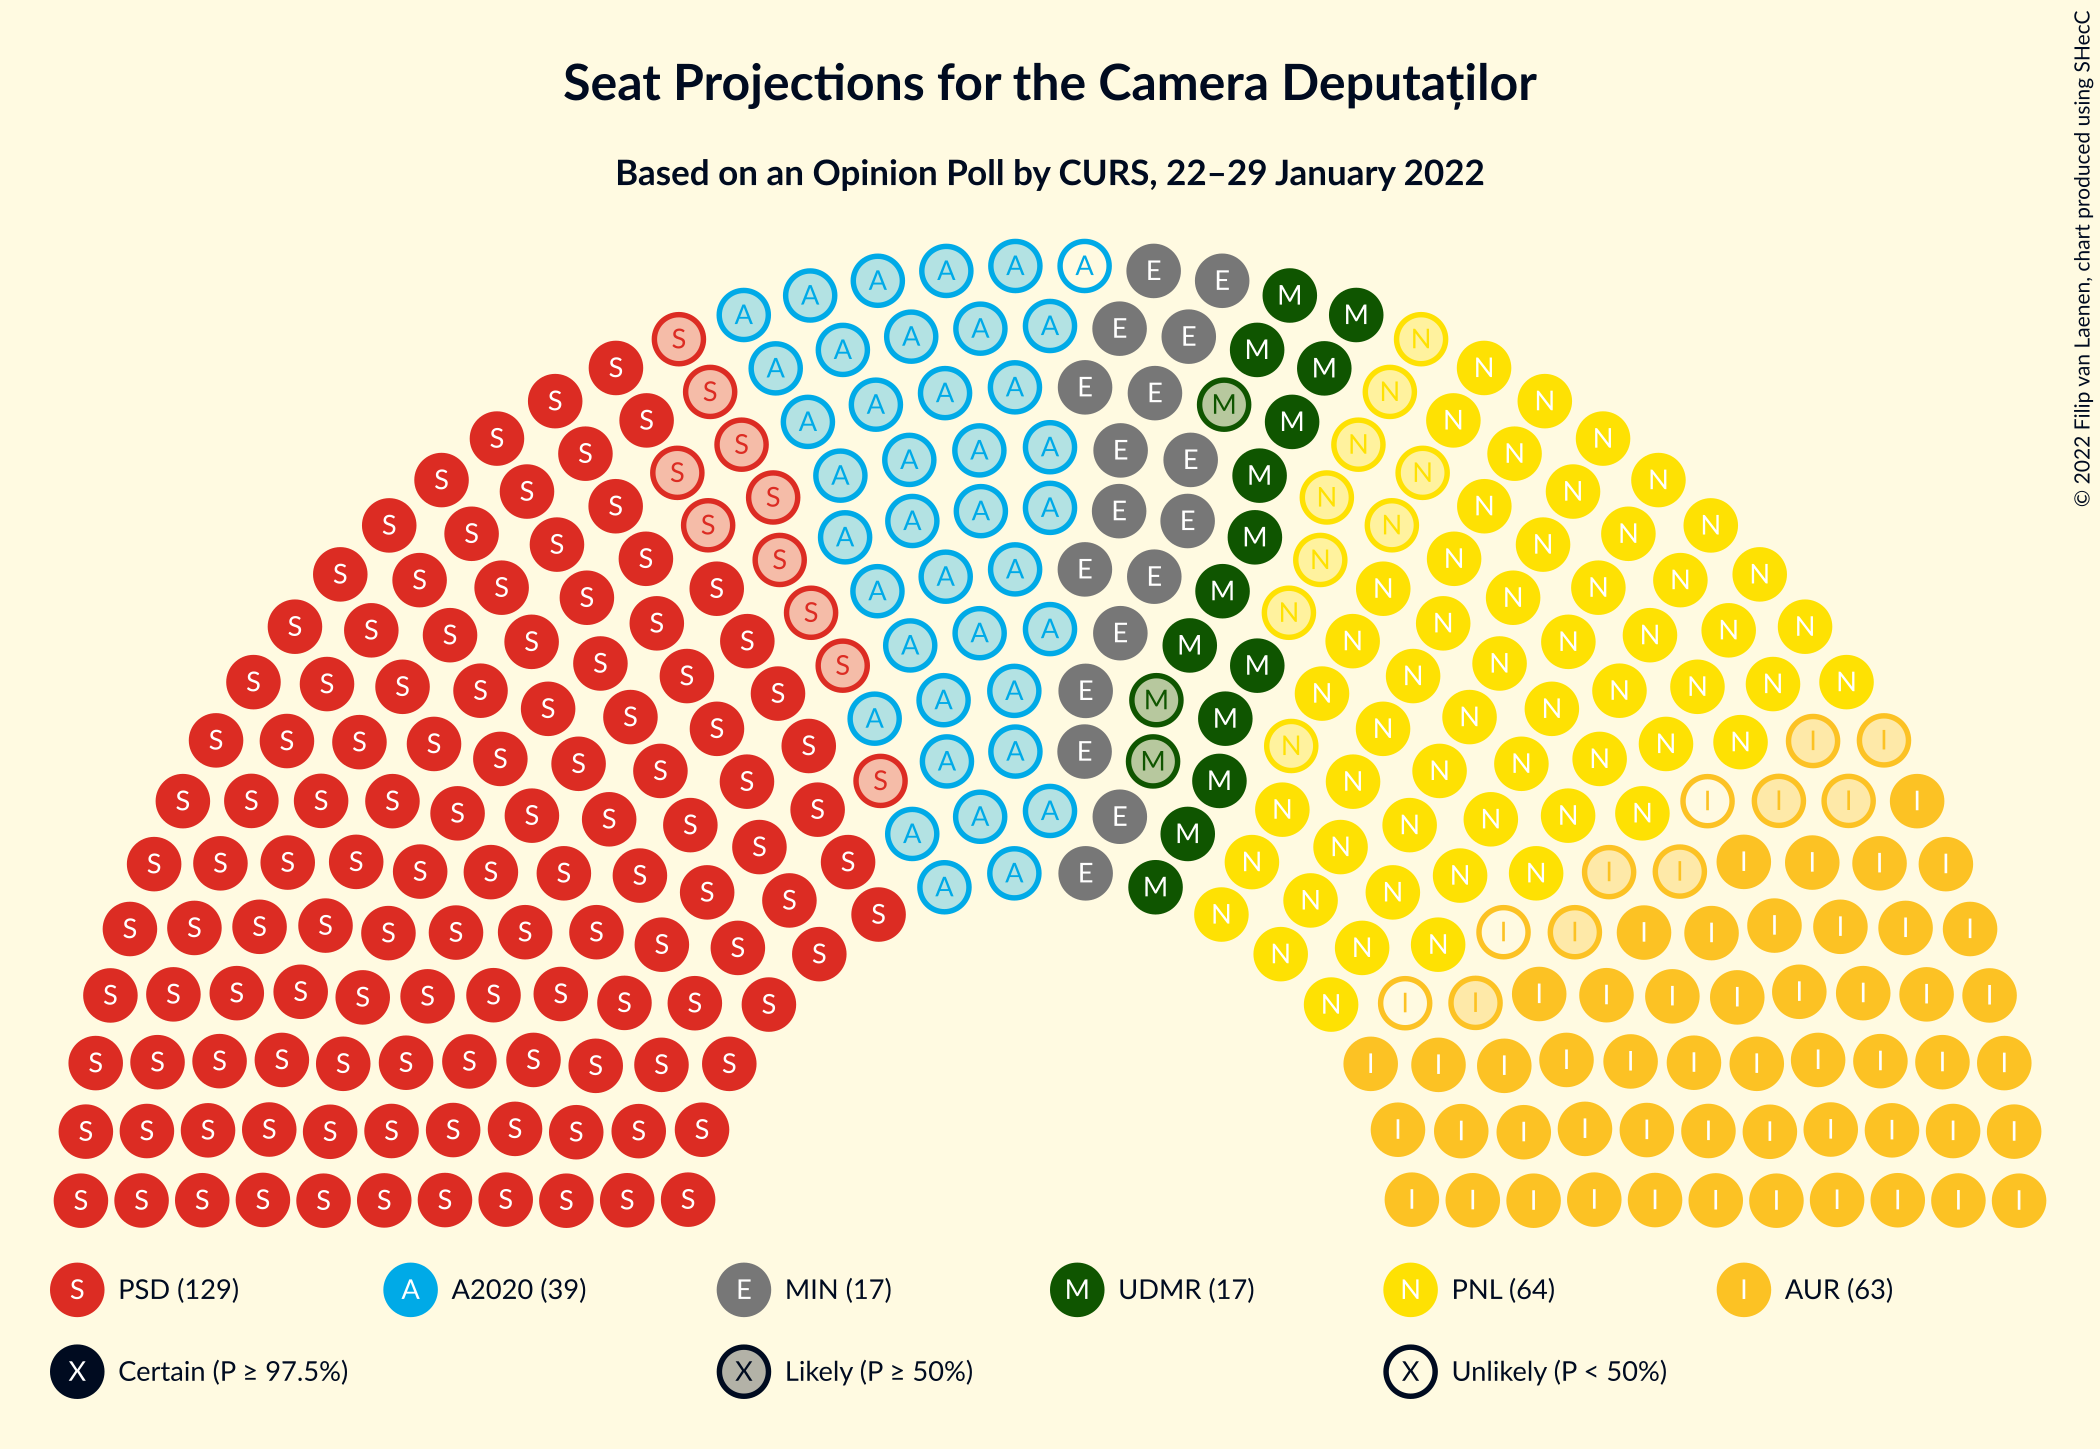 Seat Projections for the Camera Deputaților
Based on an Opinion Poll by CURS, 22–29 January 2022
© 2022 Filip van Laenen, chart produced using SHecC
S PSD (129) A A2020 (39) E MIN (17) M UDMR (17) N PNL (64) I AUR (63)
X Certain (P ≥ 97.5%) X Likely (P ≥ 50%) X Unlikely (P < 50%)